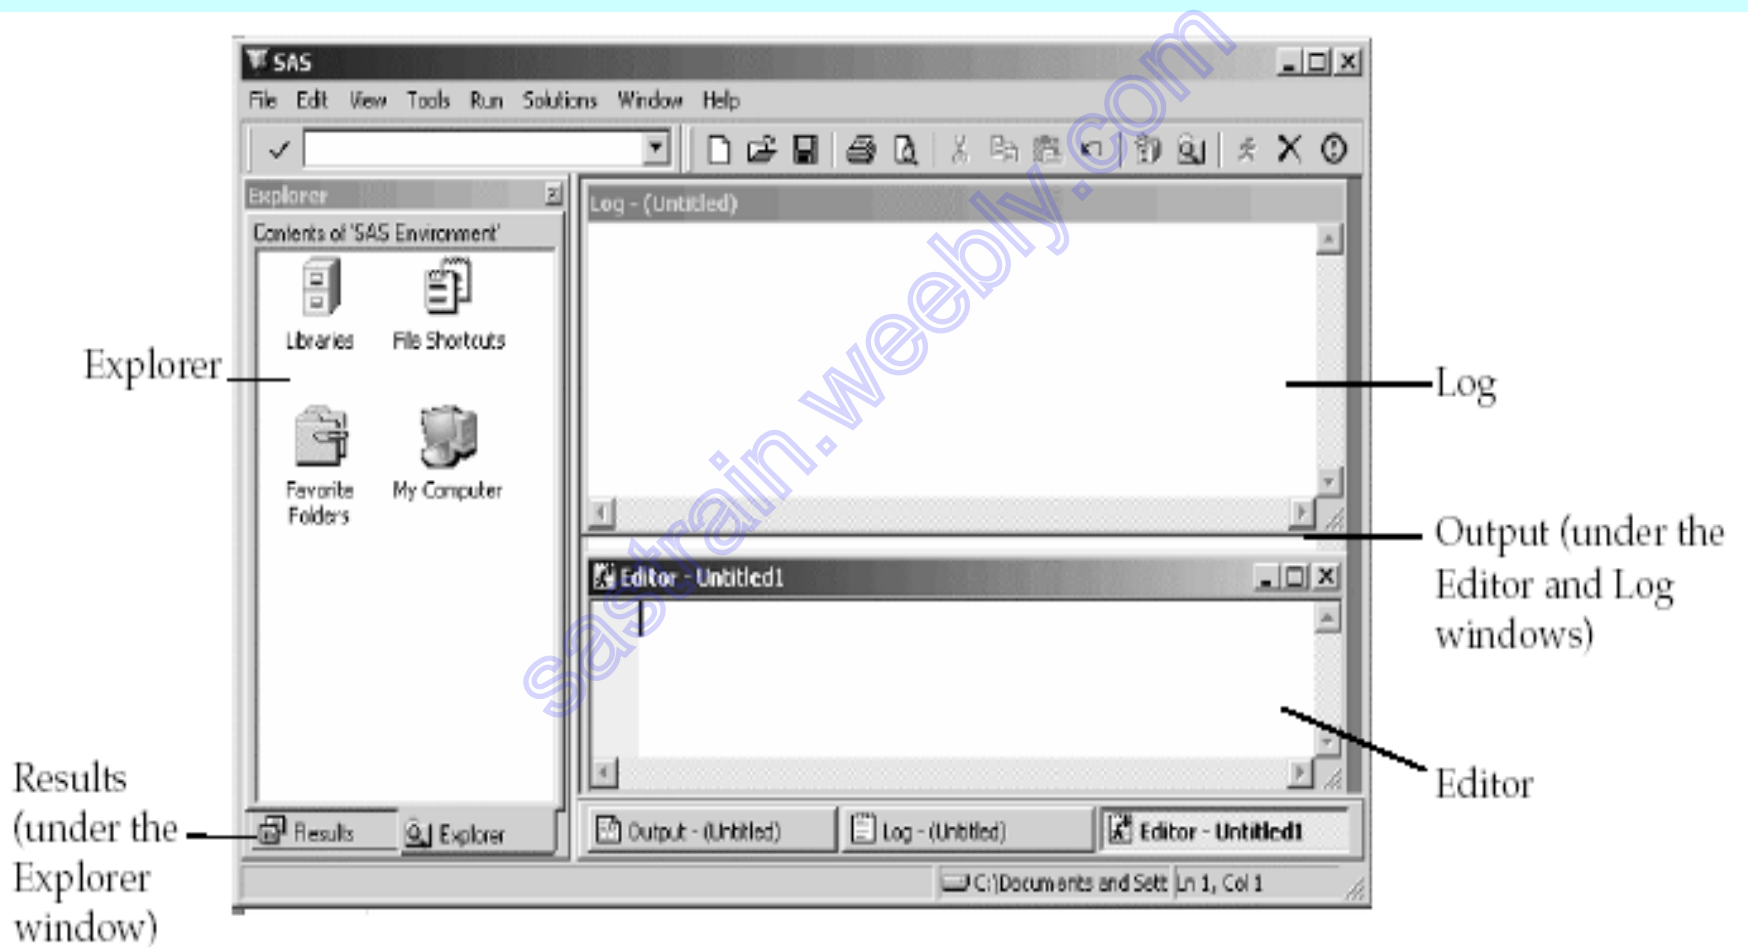 SAS
File Edit View Tools Run Solutions Window Help
Explorer
Log - (Untitled)
Contents of 'SAS Environment'
Libraries
File Shortcuts
Favorite
Folders
My Computer
Explorer
Log
Output (under the
Editor and Log
windows)
Editor - Untitled1
Editor
Results
(under the
Explorer
window)
Results
Explorer
Output - (Untitled)
Log - (Untitled)
Editor - Untitled1
C:\Documents and Sett
Ln 1, Col 1
sastrain.weebly.com